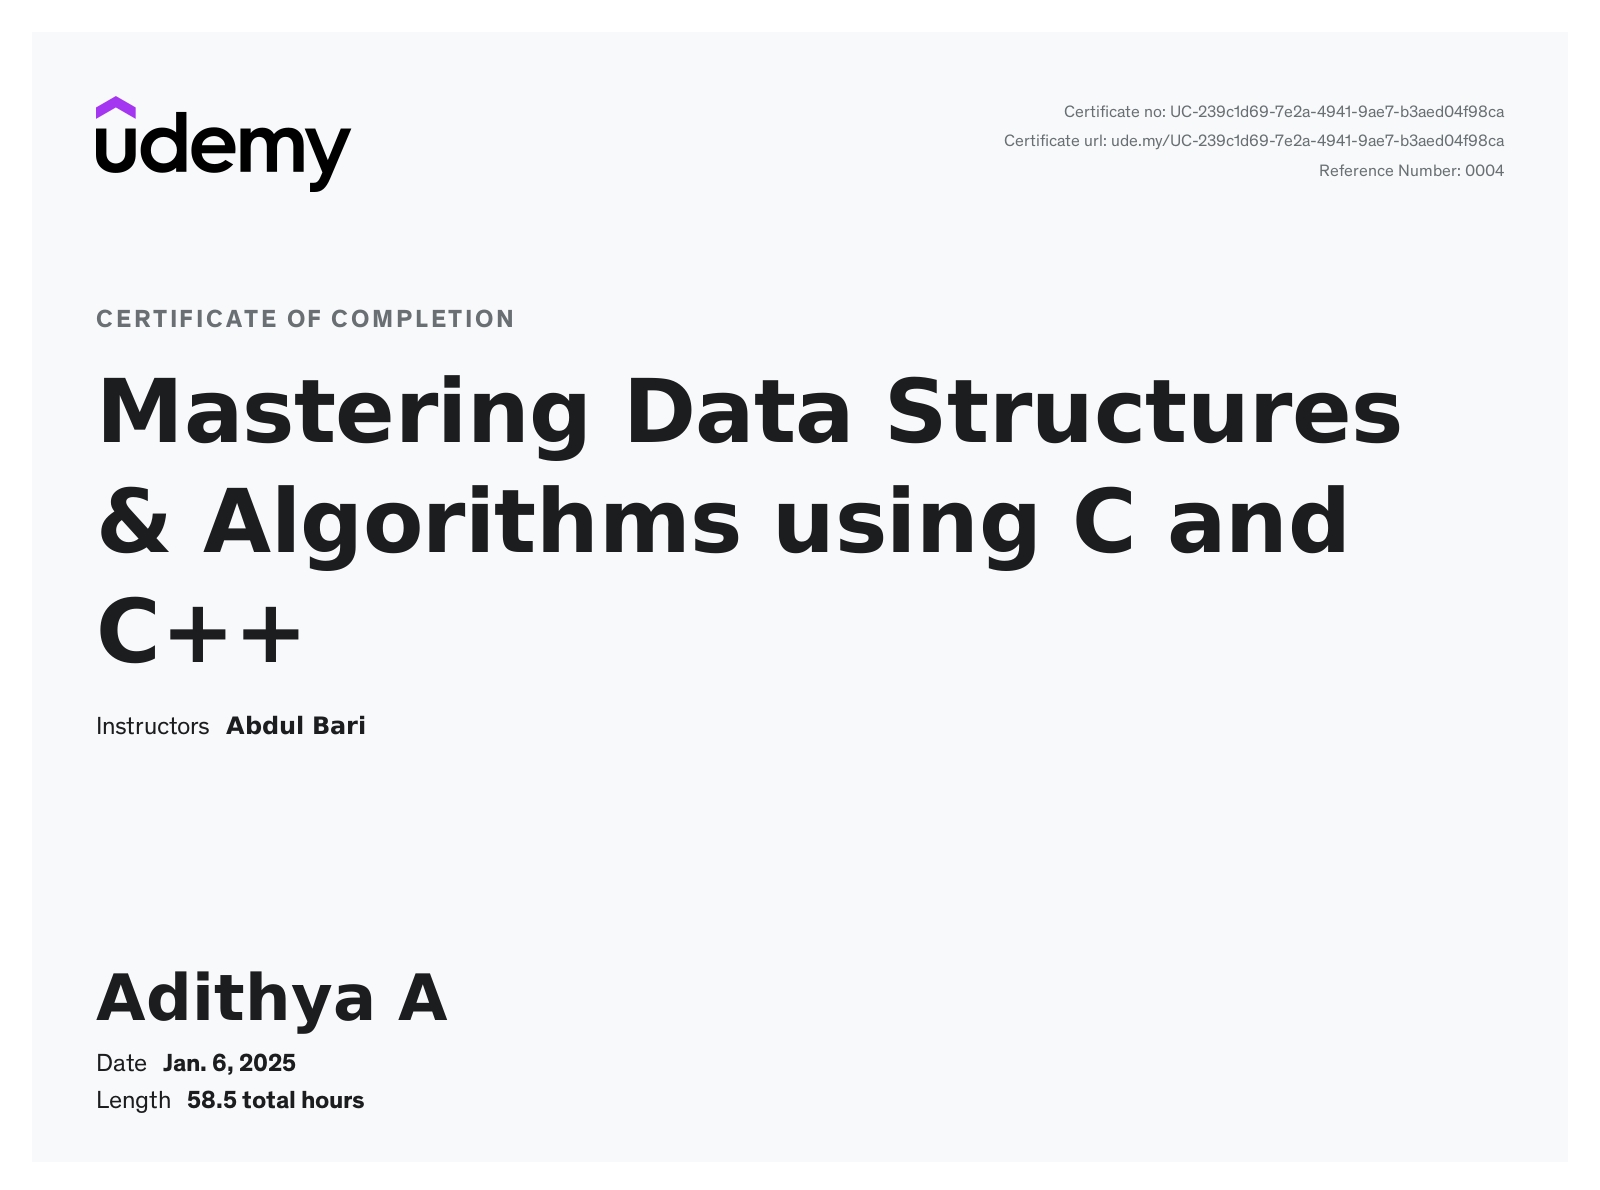 udemy
Certificate no: UC-239c1d69-7e2a-4941-9ae7-b3aed04f98ca
Certificate url: ude.my/UC-239c1d69-7e2a-4941-9ae7-b3aed04f98ca
Reference Number: 0004
CERTIFICATE OF COMPLETION
Mastering Data Structures
& Algorithms using C and
C++
Instructors Abdul Bari
Adithya A
Date Jan. 6, 2025
Length 58.5 total hours